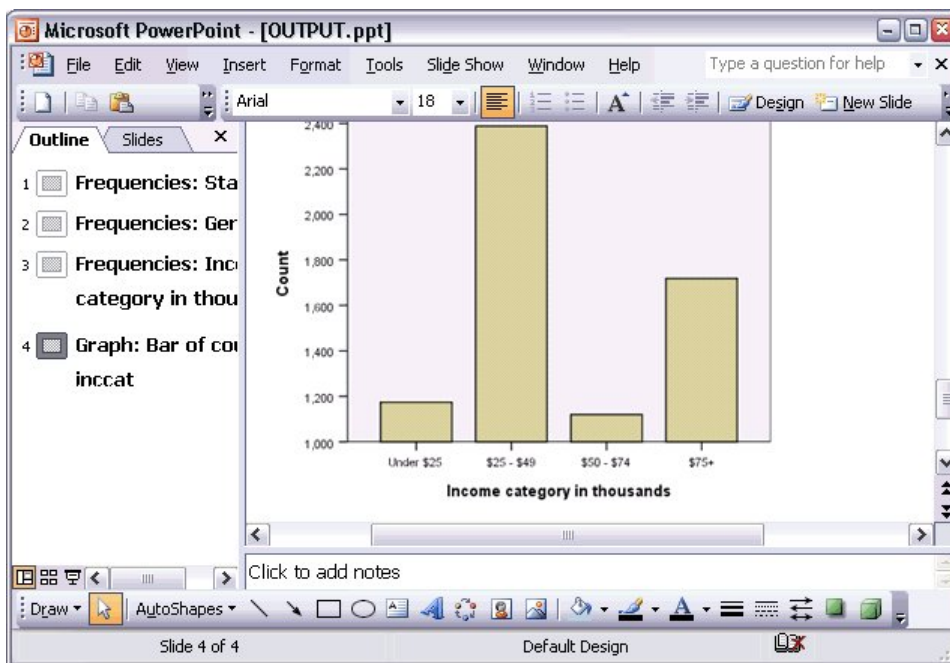 Microsoft PowerPoint - [OUTPUT.ppt]
File Edit View Insert Format Tools Slide Show Window Help Type a question for help
Arial 18 A Design New Slide
Outline Slides
1 Frequencies: Sta
2 Frequencies: Ger
3 Frequencies: Inc
category in thou
4 Graph: Bar of cou
inccat
2,400
2,200
2,000
1,800
1,600
1,400
1,200
1,000
Count
Under $25 $25 - $49 $50 - $74 $75+
Income category in thousands
Click to add notes
Draw AutoShapes A A
Slide 4 of 4 Default Design